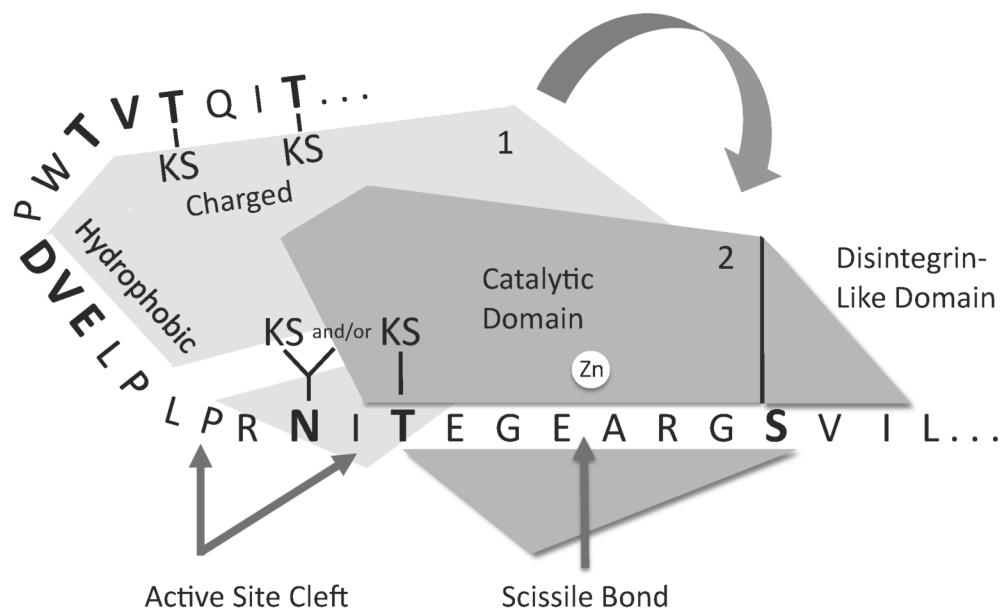 P W T V T Q I T . . .
KS KS
1
Charged
Hydrophobic
D V E L P
2
Catalytic
Domain
Disintegrin-
Like Domain
KS and/or KS
Zn
L P R N I T E G E A R G S V I L . . .
Active Site Cleft
Scissile Bond